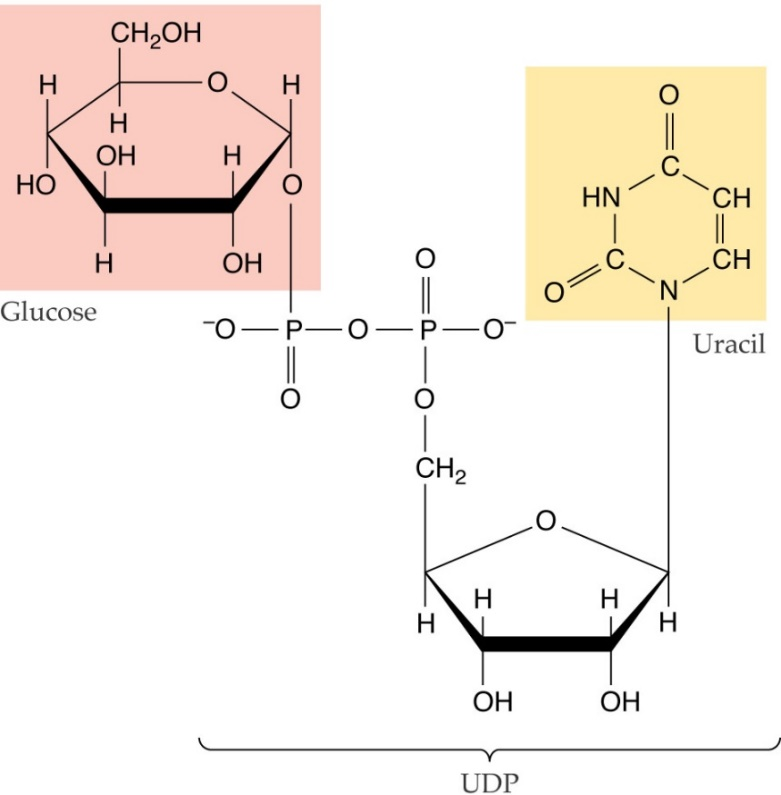 CH₂OH
H O H
H
OH H
HO O
H OH
Glucose
O
C
HN CH
C CH
O N
Uracil
O
⁻O P O P O⁻
O O
CH₂
O
H H H H
OH OH
UDP